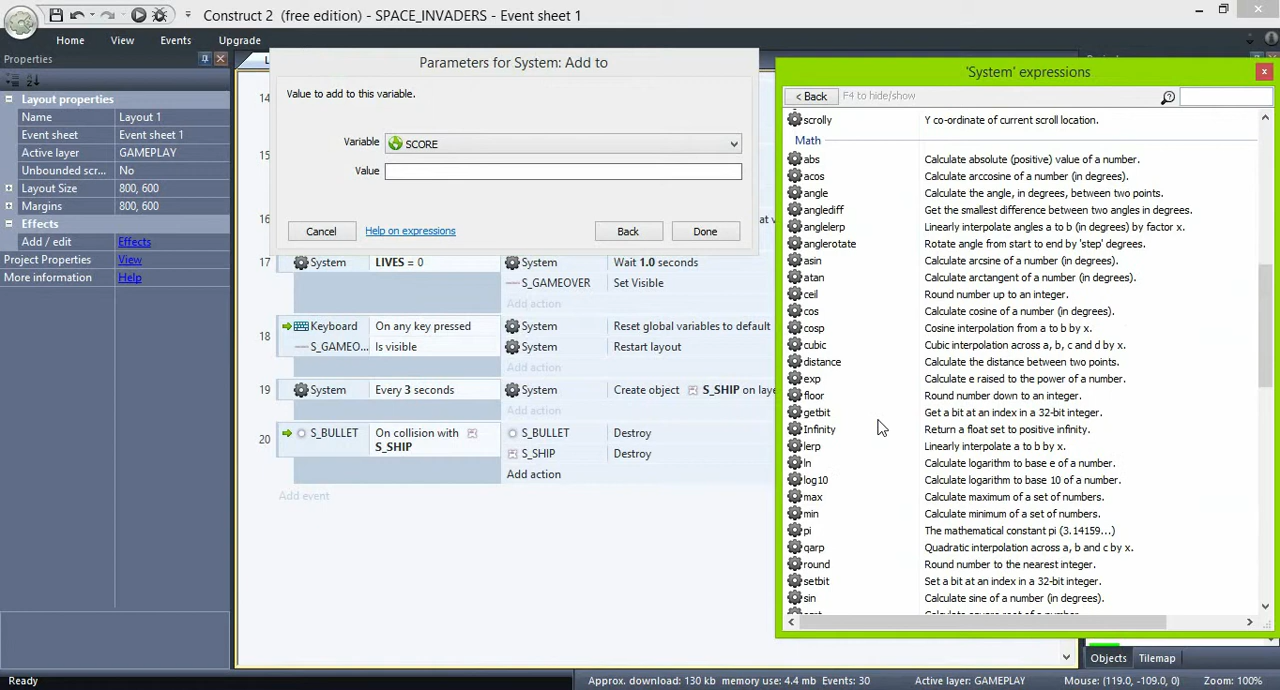 Construct 2 (free edition) - SPACE_INVADERS - Event sheet 1
Home View Events Upgrade
Properties
Layout properties
Name Layout 1
Event sheet Event sheet 1
Active layer GAMEPLAY
Unbounded scr... No
Layout Size 800, 600
Margins 800, 600
Effects
Add / edit Effects
Project Properties View
More information Help
Parameters for System: Add to
Value to add to this variable.
Variable SCORE
Value
Cancel Help on expressions Back Done
14
15
16
17 System LIVES = 0 System Wait 1.0 seconds
S_GAMEOVER Set Visible
Add action
18 Keyboard On any key pressed System Reset global variables to default
S_GAMEO... Is visible System Restart layout
Add action
19 System Every 3 seconds System Create object S_SHIP on laye
Add action
20 S_BULLET On collision with S_BULLET Destroy
S_SHIP S_SHIP Destroy
Add action
Add event
'System' expressions
< Back F4 to hide/show
scrolly Y co-ordinate of current scroll location.
Math
abs Calculate absolute (positive) value of a number.
acos Calculate arccosine of a number (in degrees).
angle Calculate the angle, in degrees, between two points.
anglediff Get the smallest difference between two angles in degrees.
anglelerp Linearly interpolate angles a to b (in degrees) by factor x.
anglerotate Rotate angle from start to end by 'step' degrees.
asin Calculate arcsine of a number (in degrees).
atan Calculate arctangent of a number (in degrees).
ceil Round number up to an integer.
cos Calculate cosine of a number (in degrees).
cosp Cosine interpolation from a to b by x.
cubic Cubic interpolation across a, b, c and d by x.
distance Calculate the distance between two points.
exp Calculate e raised to the power of a number.
floor Round number down to an integer.
getbit Get a bit at an index in a 32-bit integer.
Infinity Return a float set to positive infinity.
lerp Linearly interpolate a to b by x.
ln Calculate logarithm to base e of a number.
log10 Calculate logarithm to base 10 of a number.
max Calculate maximum of a set of numbers.
min Calculate minimum of a set of numbers.
pi The mathematical constant pi (3.14159...)
qarp Quadratic interpolation across a, b and c by x.
round Round number to the nearest integer.
setbit Set a bit at an index in a 32-bit integer.
sin Calculate sine of a number (in degrees).
Objects Tilemap
Ready Approx. download: 130 kb memory use: 4.4 mb Events: 30 Active layer: GAMEPLAY Mouse: (119.0, -109.0, 0) Zoom: 100%